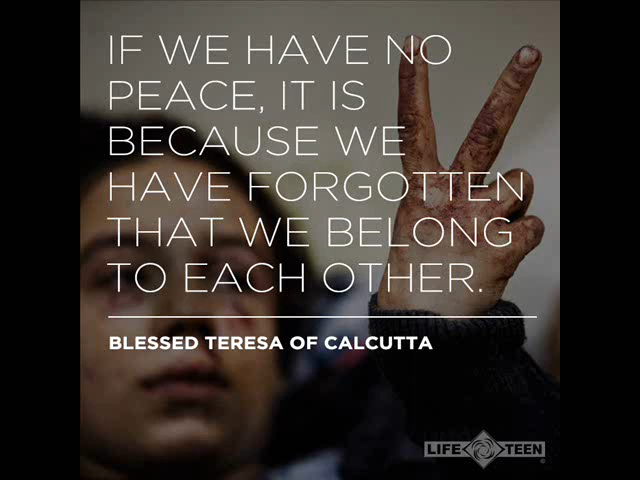 IF WE HAVE NO
PEACE, IT IS
BECAUSE WE
HAVE FORGOTTEN
THAT WE BELONG
TO EACH OTHER.
BLESSED TERESA OF CALCUTTA
LIFE TEEN